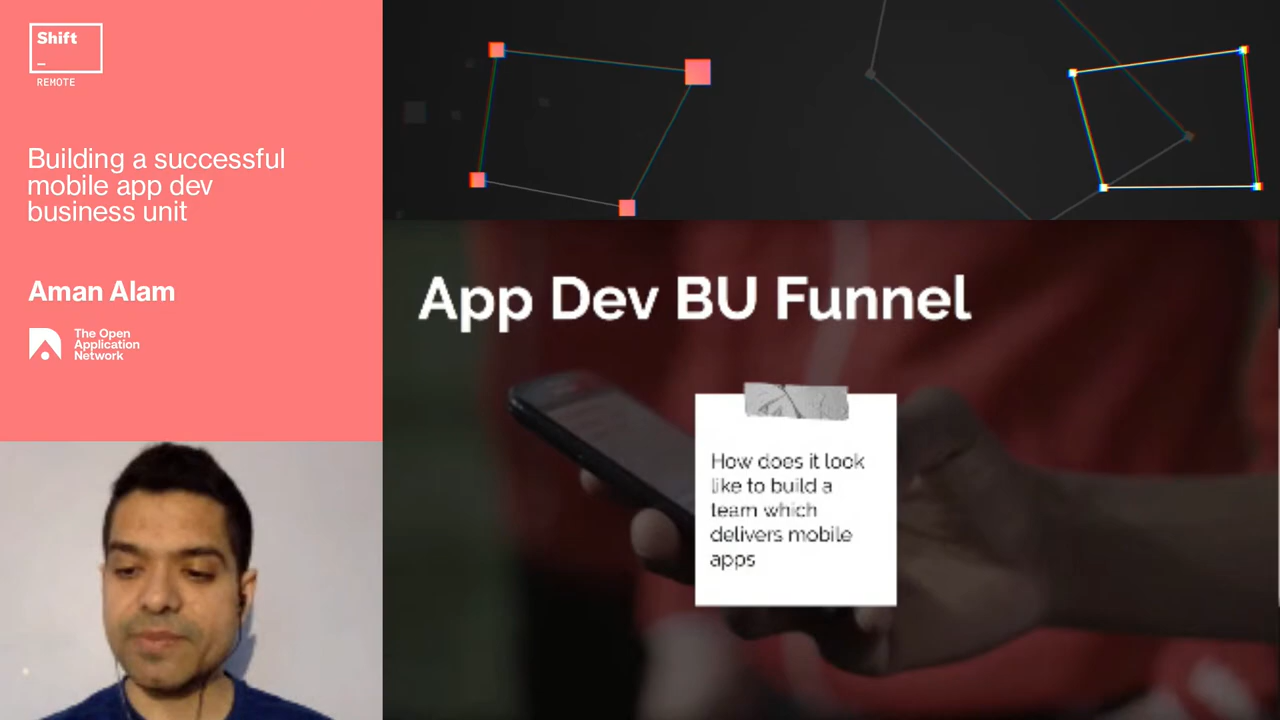 Shift
_
REMOTE
Building a successful
mobile app dev
business unit
Aman Alam
The Open
Application
Network
App Dev BU Funnel
How does it look
like to build a
team which
delivers mobile
apps